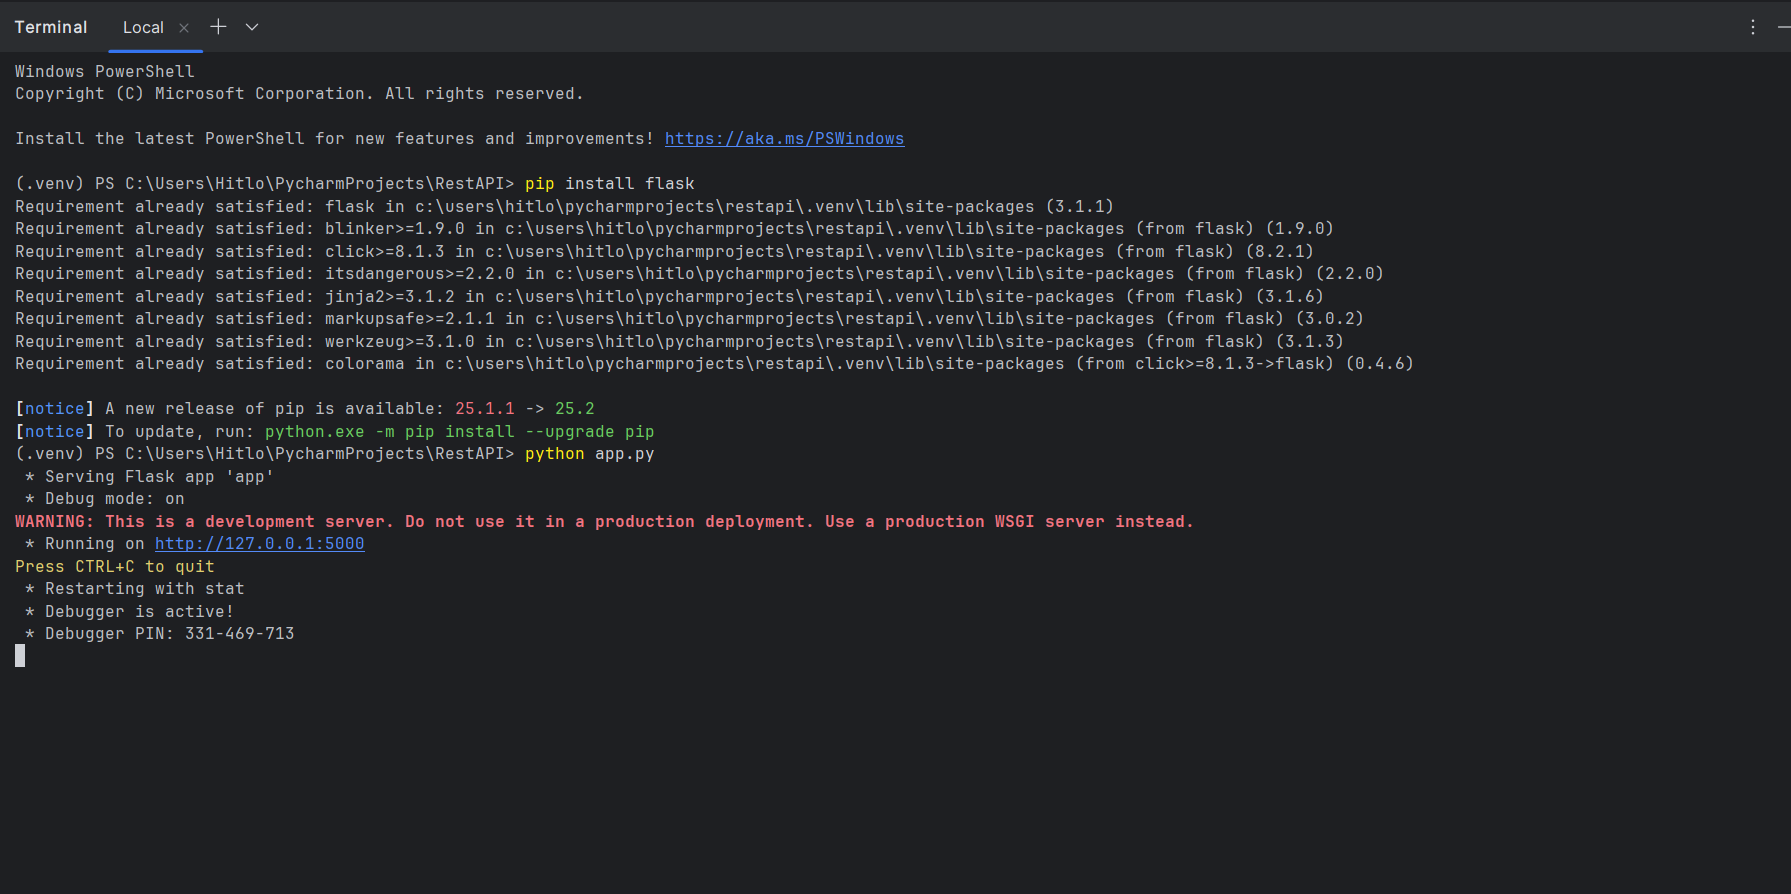 Terminal Local
Windows PowerShell
Copyright (C) Microsoft Corporation. All rights reserved.
Install the latest PowerShell for new features and improvements! https://aka.ms/PSWindows
(.venv) PS C:\Users\Hitlo\PycharmProjects\RestAPI> pip install flask
Requirement already satisfied: flask in c:\users\hitlo\pycharmprojects\restapi\.venv\lib\site-packages (3.1.1)
Requirement already satisfied: blinker>=1.9.0 in c:\users\hitlo\pycharmprojects\restapi\.venv\lib\site-packages (from flask) (1.9.0)
Requirement already satisfied: click>=8.1.3 in c:\users\hitlo\pycharmprojects\restapi\.venv\lib\site-packages (from flask) (8.2.1)
Requirement already satisfied: itsdangerous>=2.2.0 in c:\users\hitlo\pycharmprojects\restapi\.venv\lib\site-packages (from flask) (2.2.0)
Requirement already satisfied: jinja2>=3.1.2 in c:\users\hitlo\pycharmprojects\restapi\.venv\lib\site-packages (from flask) (3.1.6)
Requirement already satisfied: markupsafe>=2.1.1 in c:\users\hitlo\pycharmprojects\restapi\.venv\lib\site-packages (from flask) (3.0.2)
Requirement already satisfied: werkzeug>=3.1.0 in c:\users\hitlo\pycharmprojects\restapi\.venv\lib\site-packages (from flask) (3.1.3)
Requirement already satisfied: colorama in c:\users\hitlo\pycharmprojects\restapi\.venv\lib\site-packages (from click>=8.1.3->flask) (0.4.6)
[notice] A new release of pip is available: 25.1.1 -> 25.2
[notice] To update, run: python.exe -m pip install --upgrade pip
(.venv) PS C:\Users\Hitlo\PycharmProjects\RestAPI> python app.py
 * Serving Flask app 'app'
 * Debug mode: on
WARNING: This is a development server. Do not use it in a production deployment. Use a production WSGI server instead.
 * Running on http://127.0.0.1:5000
Press CTRL+C to quit
 * Restarting with stat
 * Debugger is active!
 * Debugger PIN: 331-469-713